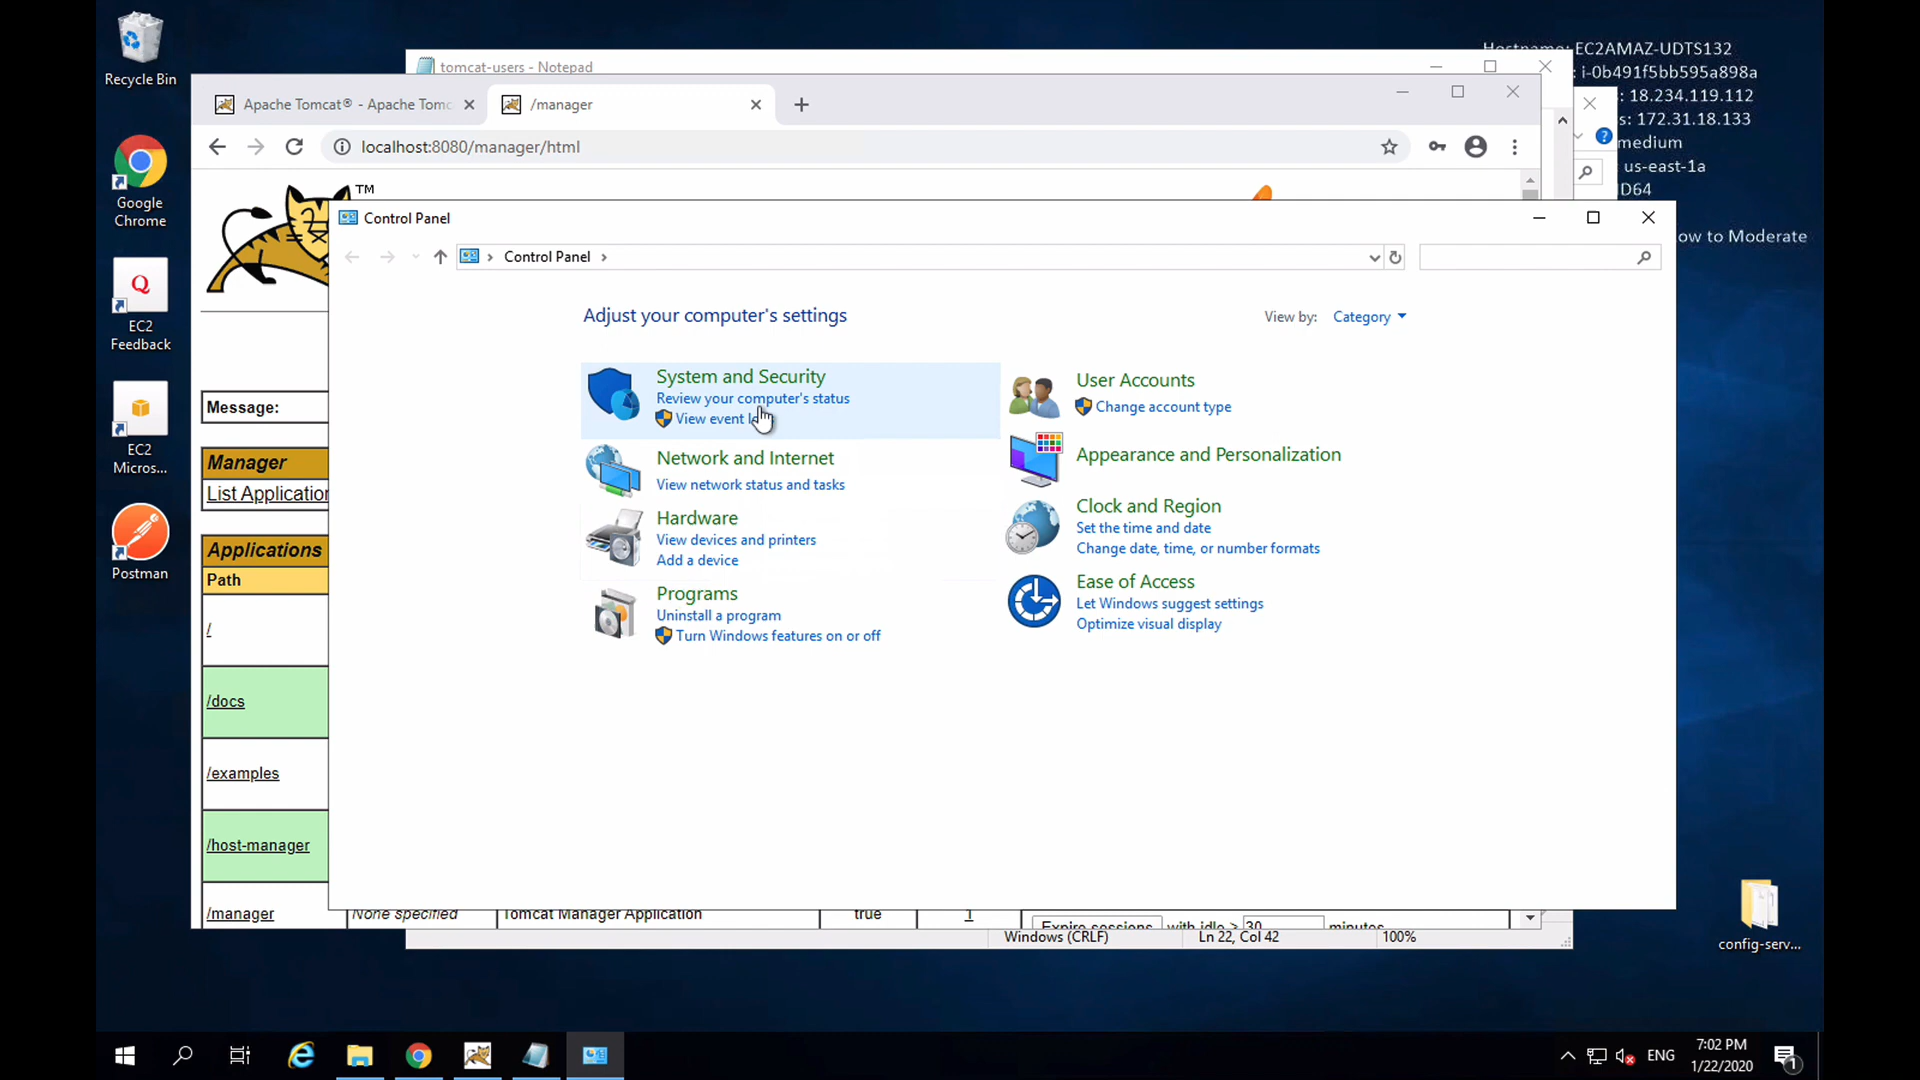 Recycle Bin
Google
Chrome
EC2
Feedback
EC2
Micros...
Postman
tomcat-users - Notepad
Hostname: EC2AMAZ-UDTS132
: i-0b491f5bb595a898a
: 18.234.119.112
s: 172.31.18.133
medium
us-east-1a
D64
ow to Moderate
Apache Tomcat® - Apache Tomc
/manager
localhost:8080/manager/html
TM
Message:
Manager
List Application
Applications
Path
/
/docs
/examples
/host-manager
/manager
None specified
Tomcat Manager Application
true
1
Expire sessions
with idle ≥
30
minutes
Windows (CRLF)
Ln 22, Col 42
100%
Control Panel
Control Panel
Adjust your computer's settings
View by: Category
System and Security
Review your computer's status
View event
Network and Internet
View network status and tasks
Hardware
View devices and printers
Add a device
Programs
Uninstall a program
Turn Windows features on or off
User Accounts
Change account type
Appearance and Personalization
Clock and Region
Set the time and date
Change date, time, or number formats
Ease of Access
Let Windows suggest settings
Optimize visual display
config-serv...
ENG
7:02 PM
1/22/2020
1